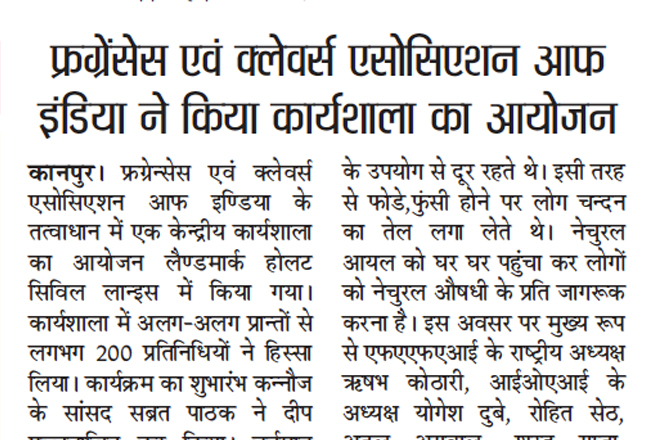 फ्रग्रेंसेस एवं क्लेवर्स एसोसिएशन आफ
इंडिया ने किया कार्यशाला का आयोजन
कानपुर। फ्रग्रेन्सेस एवं क्लेवर्स
एसोसिएशन आफ इण्डिया के
तत्वाधान में एक केन्द्रीय कार्यशाला
का आयोजन लैण्डमार्क होलट
सिविल लान्इस में किया गया।
कार्यशाला में अलग-अलग प्रान्तों से
लगभग 200 प्रतिनिधियों ने हिस्सा
लिया। कार्यक्रम का शुभारंभ कन्नौज
के सांसद सब्रत पाठक ने दीप
के उपयोग से दूर रहते थे। इसी तरह
से फोडे,फुंसी होने पर लोग चन्दन
का तेल लगा लेते थे। नेचुरल
आयल को घर घर पहुंचा कर लोगों
को नेचुरल औषधी के प्रति जागरूक
करना है। इस अवसर पर मुख्य रूप
से एफएएफएआई के राष्ट्रीय अध्यक्ष
ऋषभ कोठारी, आईओएआई के
अध्यक्ष योगेश दुबे, रोहित सेठ,